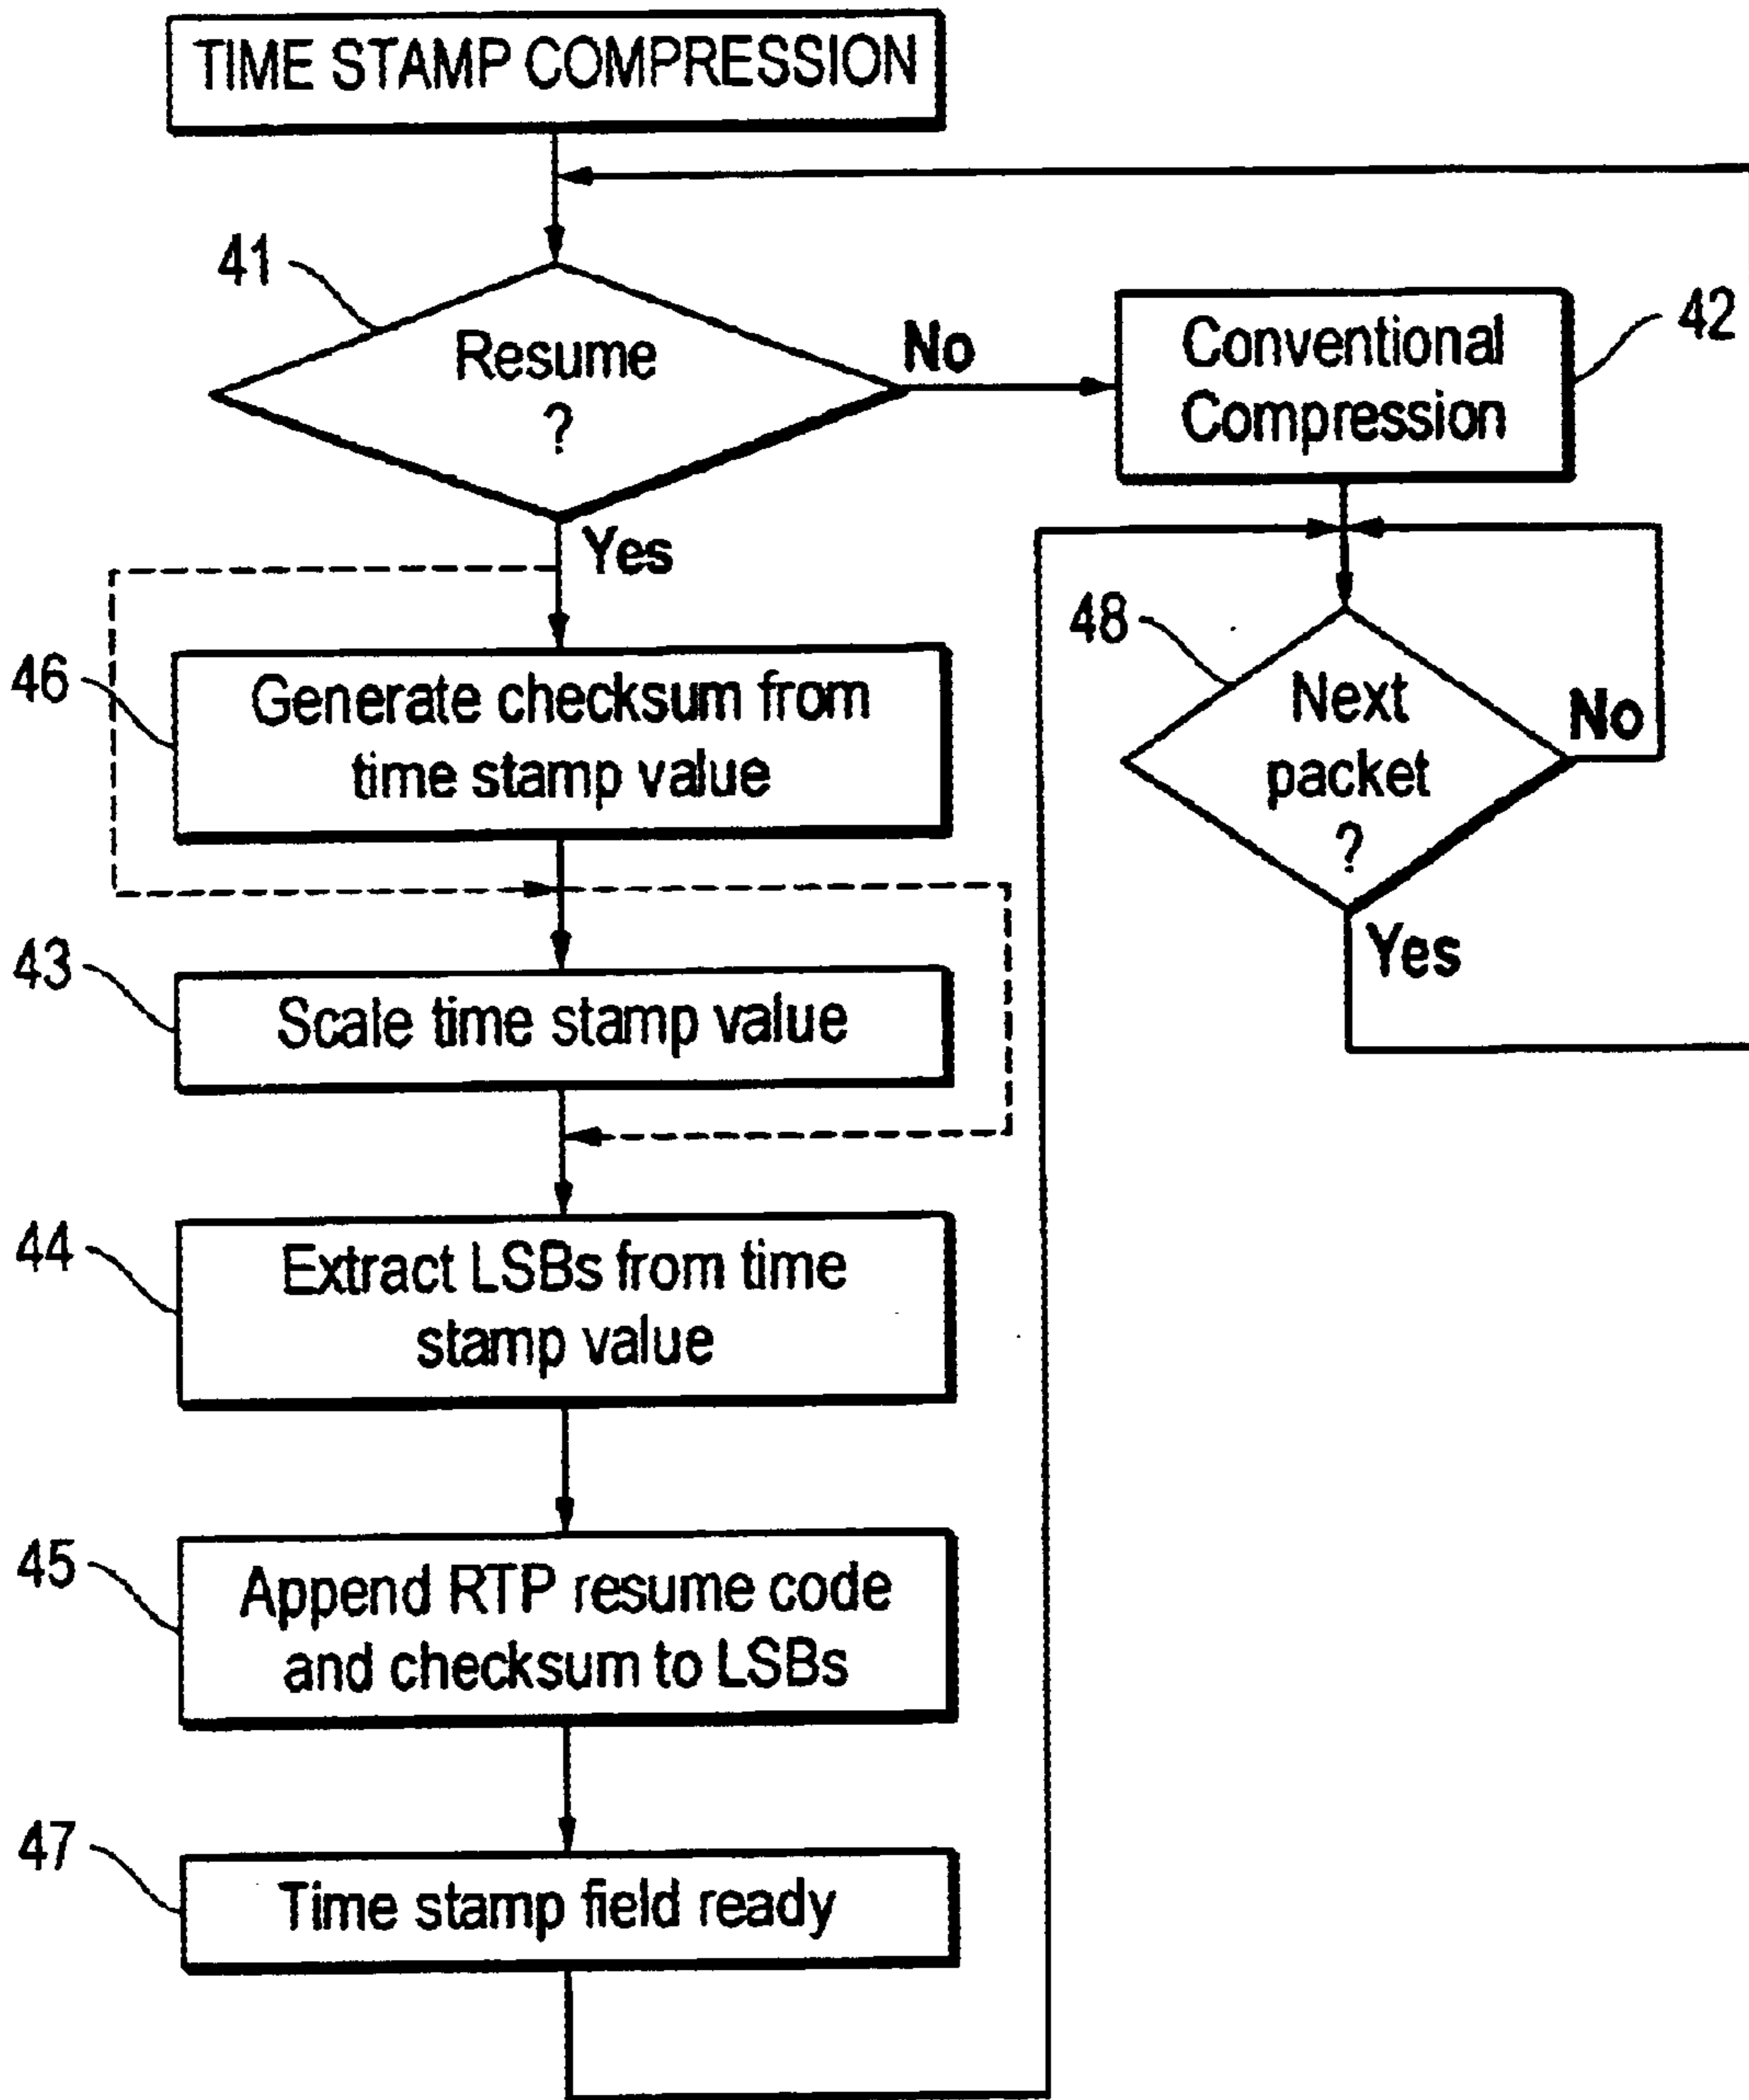 TIME STAMP COMPRESSION
41
Resume
?
No
Conventional
Compression
42
Yes
46
Generate checksum from
time stamp value
48
Next
packet
?
No
Yes
43
Scale time stamp value
44
Extract LSBs from time
stamp value
45
Append RTP resume code
and checksum to LSBs
47
Time stamp field ready